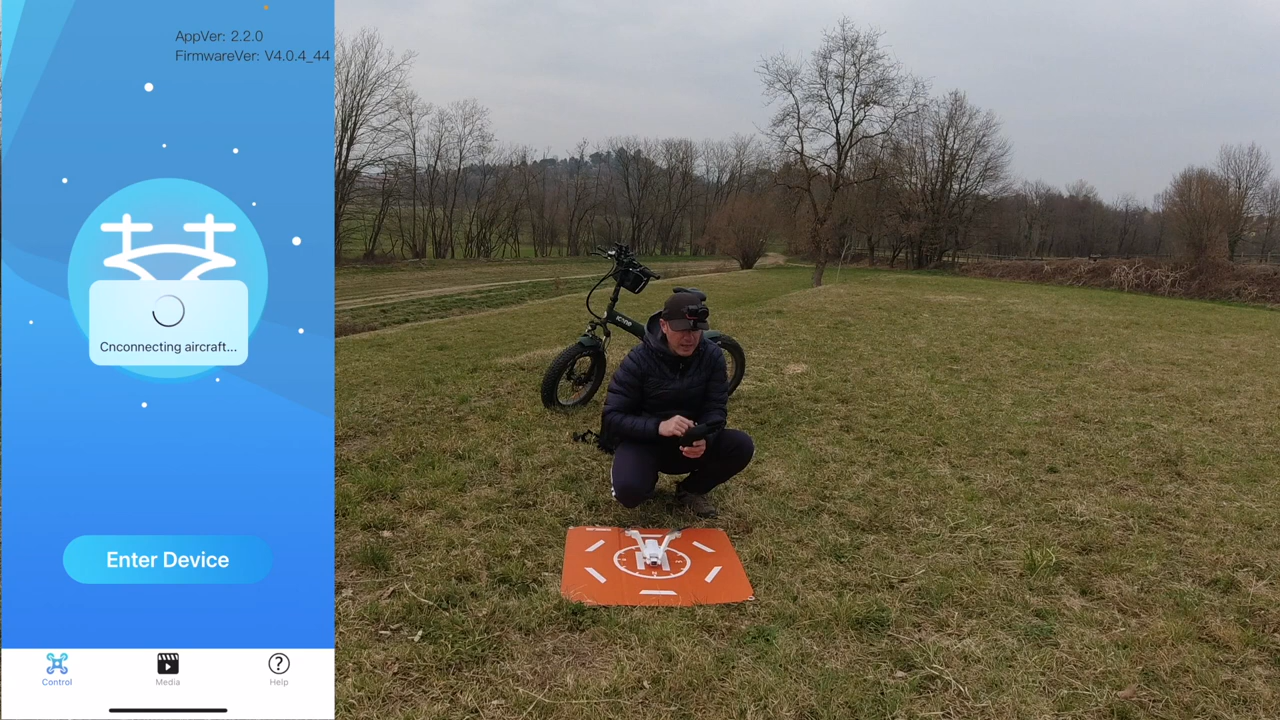 AppVer: 2.2.0
FirmwareVer: V4.0.4_44
Cnconnecting aircraft...
Enter Device
Control
Media
Help